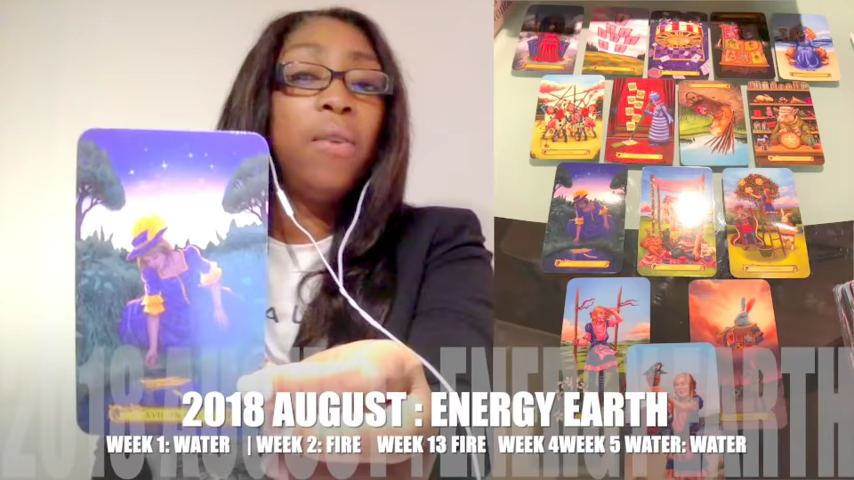 2018 AUGUST : ENERGY EARTH
WEEK 1: WATER | WEEK 2: FIRE WEEK 13 FIRE WEEK 4WEEK 5 WATER: WATER